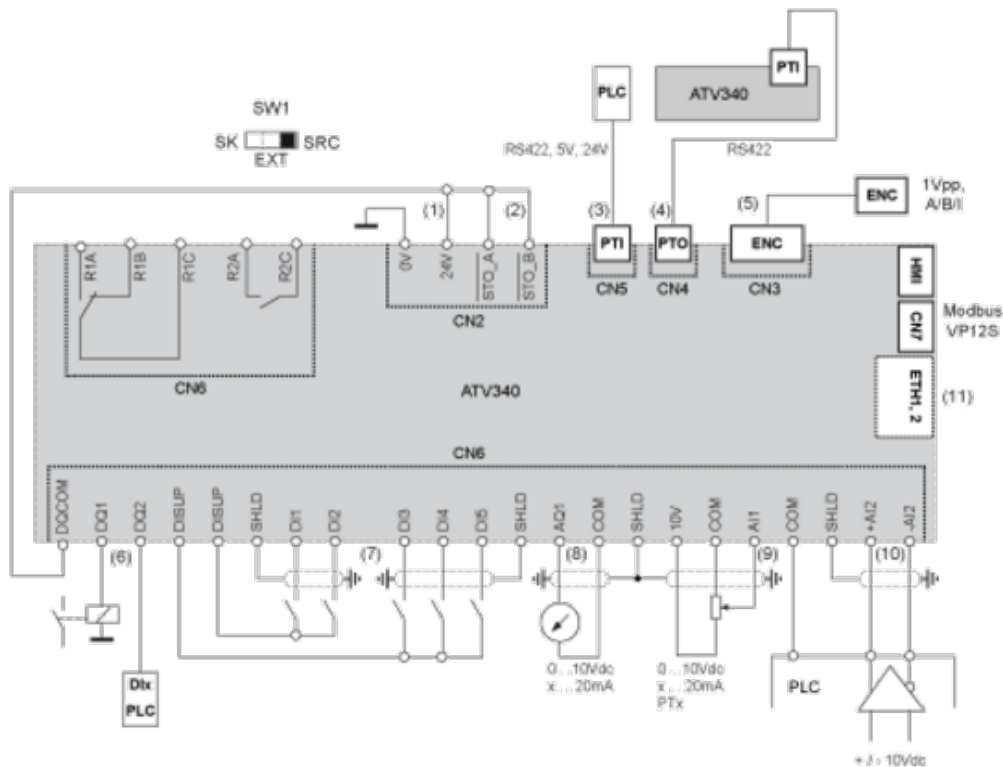 PTI
PLC
ATV340
SW1
SK
SRC
EXT
RS422, 5V, 24V
RS422
ENC
1Vpp,
A/B/I
(1)
(2)
(3)
(4)
(5)
R1A
R1B
R1C
R2A
R2C
0V
24V
STO_A
STO_B
PTI
PTO
ENC
HMI
CN5
CN4
CN3
CN2
CN7
Modbus
VP12S
CN6
ATV340
ETH1, 2
(11)
CN6
DQCOM
DQ1
DQ2
DISUP
DISUP
SHLD
DI1
DI2
DI3
DI4
DI5
SHLD
AQ1
COM
SHLD
10V
COM
AI1
COM
SHLD
+AI2
-AI2
(6)
(7)
(8)
(9)
(10)
DIx
PLC
0...10Vdc
x...20mA
0...10Vdc
x...20mA
PTx
PLC
+/- 10Vdc